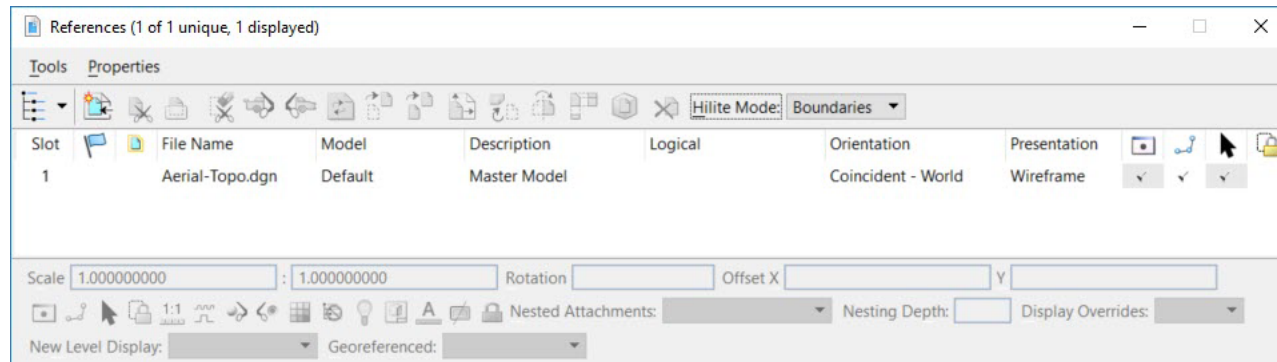 References (1 of 1 unique, 1 displayed)
Tools Properties
Hilite Mode: Boundaries
Slot File Name Model Description Logical Orientation Presentation
1 Aerial-Topo.dgn Default Master Model Coincident - World Wireframe
Scale 1.000000000 : 1.000000000 Rotation Offset X Y
1:1 A Nested Attachments: Nesting Depth: Display Overrides:
New Level Display: Georeferenced: